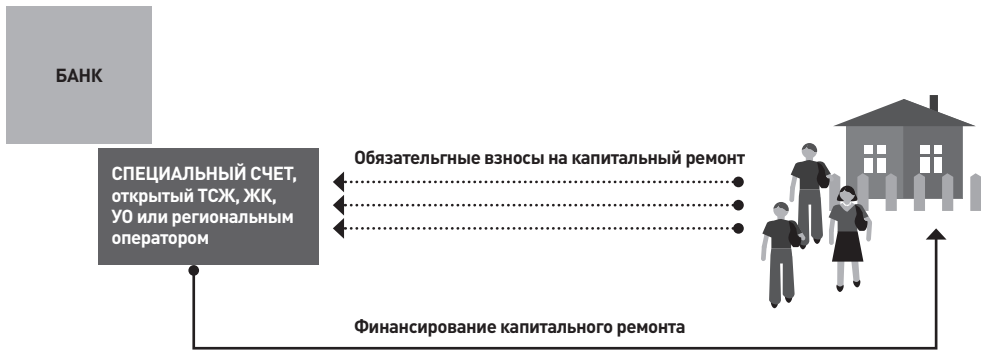 БАНК
СПЕЦИАЛЬНЫЙ СЧЕТ,
открытый ТСЖ, ЖК,
УО или региональным
оператором
Обязательгные взносы на капитальный ремонт
Финансирование капитального ремонта